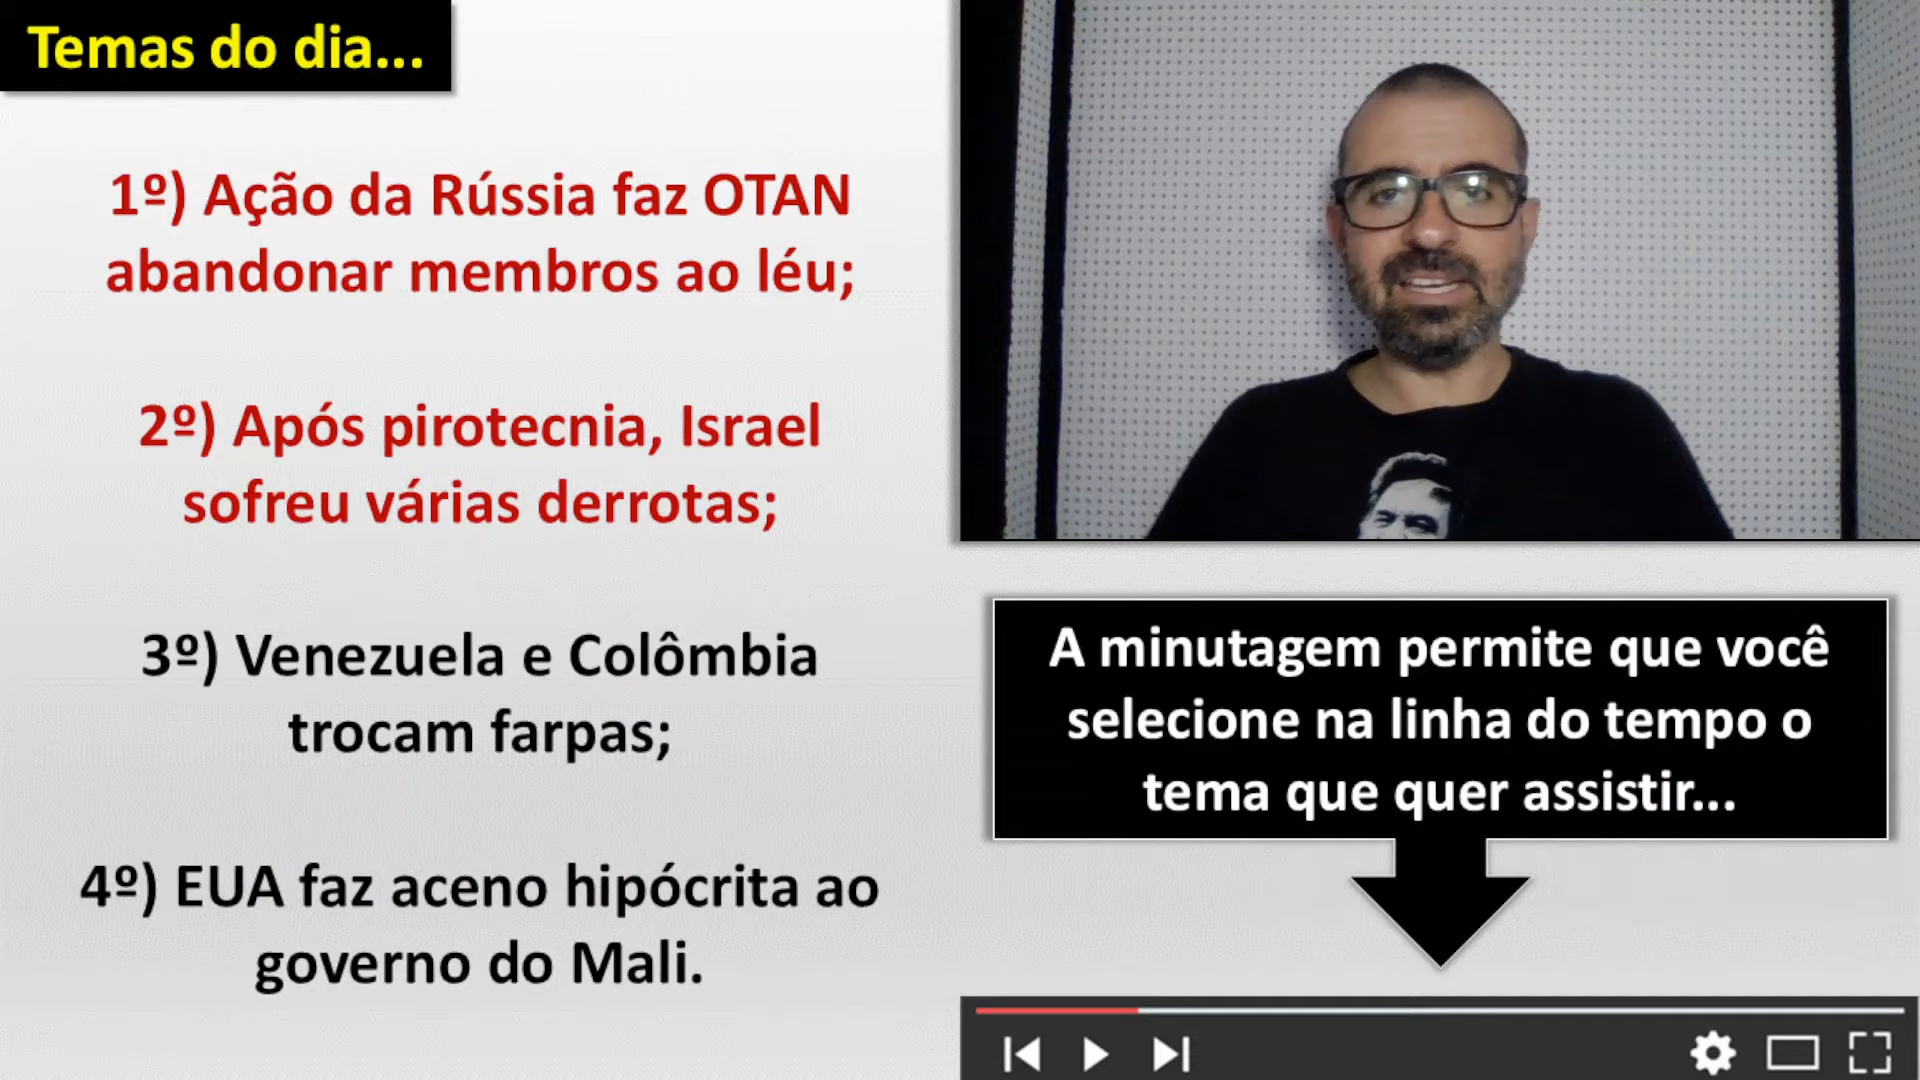 Temas do dia...
1º) Ação da Rússia faz OTAN
abandonar membros ao léu;
2º) Após pirotecnia, Israel
sofreu várias derrotas;
3º) Venezuela e Colômbia
trocam farpas;
4º) EUA faz aceno hipócrita ao
governo do Mali.
A minutagem permite que você
selecione na linha do tempo o
tema que quer assistir...